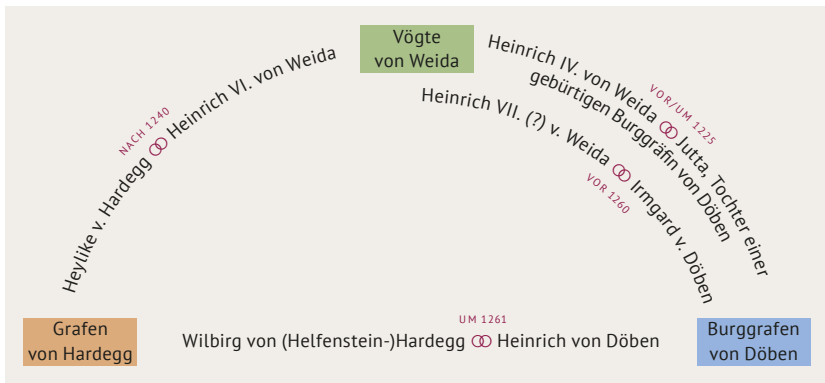 Vögte
von Weida
Heylike v. Hardegg ⚭ Heinrich VI. von Weida
NACH 1240
Heinrich IV. von Weida ⚭ Jutta, Tochter einer
gebürtigen Burggräfin von Döben
VOR/UM 1225
Heinrich VII. (?) v. Weida ⚭ Irmgard v. Döben
VOR 1260
Grafen
von Hardegg
UM 1261
Wilbirg von (Helfenstein-)Hardegg ⚭ Heinrich von Döben
Burggrafen
von Döben